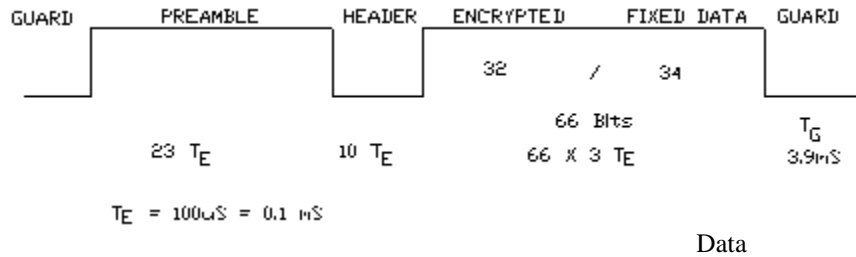 GUARD PREAMBLE HEADER ENCRYPTED FIXED DATA GUARD
32 / 34
66 Bits
23 TE 10 TE 66 X 3 TE TG 3.9mS
TE = 100uS = 0.1 mS
Data